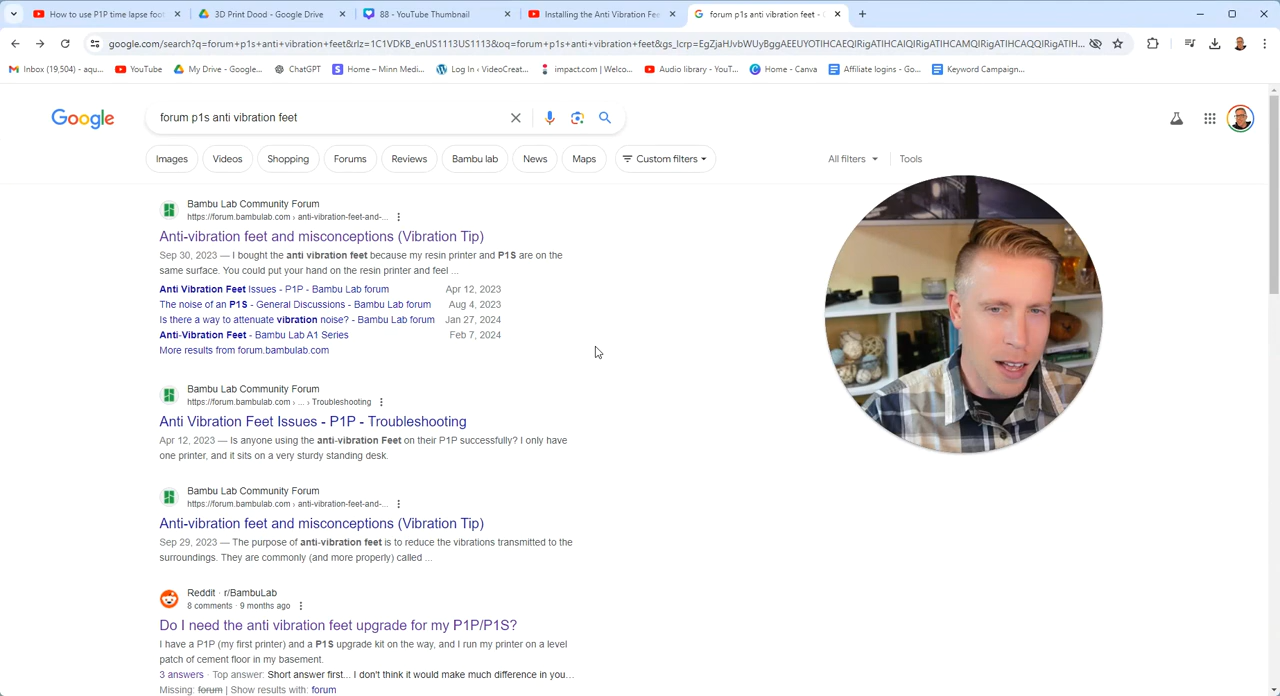 How to use P1P time lapse foot
3D Print Dood - Google Drive
88 - YouTube Thumbnail
Installing the Anti Vibration Fee
forum p1s anti vibration feet - 
google.com/search?q=forum+p1s+anti+vibration+feet&rlz=1C1VDKB_enUS1113US1113&oq=forum+p1s+anti+vibration+feet&gs_lcrp=EgZjaHJvbWUyBggAEEUYOTIHCAEQIRigATIHCAIQIRigATIHCAMQIRigATIHCAQQIRigATIHC...
Inbox (19,504) - aqu...
YouTube
My Drive - Google...
ChatGPT
Home – Minn Medi...
Log In ‹ VideoCreat...
impact.com | Welco...
Audio library - YouT...
Home - Canva
Affiliate logins - Go...
Keyword Campaign...
Google
forum p1s anti vibration feet
Images
Videos
Shopping
Forums
Reviews
Bambu lab
News
Maps
Custom filters
All filters
Tools
Bambu Lab Community Forum
https://forum.bambulab.com › anti-vibration-feet-and-...
Anti-vibration feet and misconceptions (Vibration Tip)
Sep 30, 2023 — I bought the anti vibration feet because my resin printer and P1S are on the
same surface. You could put your hand on the resin printer and feel ...
Anti Vibration Feet Issues - P1P - Bambu Lab forum Apr 12, 2023
The noise of an P1S - General Discussions - Bambu Lab forum Aug 4, 2023
Is there a way to attenuate vibration noise? - Bambu Lab forum Jan 27, 2024
Anti-Vibration Feet - Bambu Lab A1 Series Feb 7, 2024
More results from forum.bambulab.com
Bambu Lab Community Forum
https://forum.bambulab.com › ... › Troubleshooting
Anti Vibration Feet Issues - P1P - Troubleshooting
Apr 12, 2023 — Is anyone using the anti-vibration Feet on their P1P successfully? I only have
one printer, and it sits on a very sturdy standing desk.
Bambu Lab Community Forum
https://forum.bambulab.com › anti-vibration-feet-and-...
Anti-vibration feet and misconceptions (Vibration Tip)
Sep 29, 2023 — The purpose of anti-vibration feet is to reduce the vibrations transmitted to the
surroundings. They are commonly (and more properly) called ...
Reddit · r/BambuLab
8 comments · 9 months ago
Do I need the anti vibration feet upgrade for my P1P/P1S?
I have a P1P (my first printer) and a P1S upgrade kit on the way, and I run my printer on a level
patch of cement floor in my basement.
3 answers · Top answer: Short answer first... I don't think it would make much difference in you...
Missing: forum | Show results with: forum